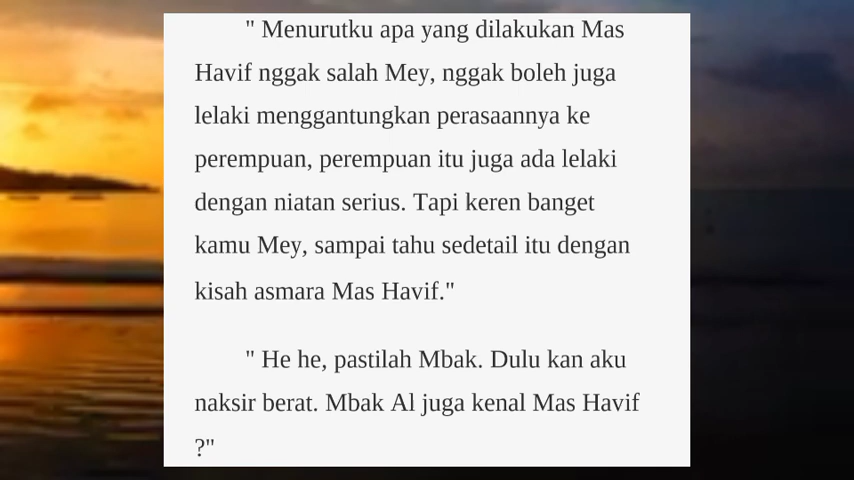 " Menurutku apa yang dilakukan Mas
Havif nggak salah Mey, nggak boleh juga
lelaki menggantungkan perasaannya ke
perempuan, perempuan itu juga ada lelaki
dengan niatan serius. Tapi keren banget
kamu Mey, sampai tahu sedetail itu dengan
kisah asmara Mas Havif."
" He he, pastilah Mbak. Dulu kan aku
naksir berat. Mbak Al juga kenal Mas Havif
?"